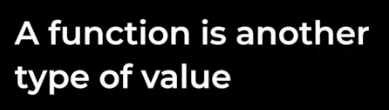 A function is another
type of value